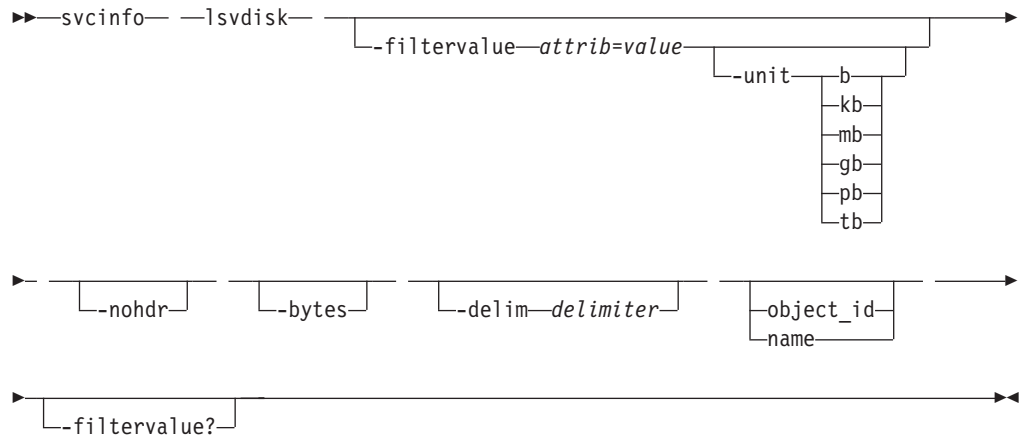 svcinfo lsvdisk
-filtervalue attrib=value
-unit b
kb
mb
gb
pb
tb
-nohdr -bytes -delim delimiter object_id
name
-filtervalue?